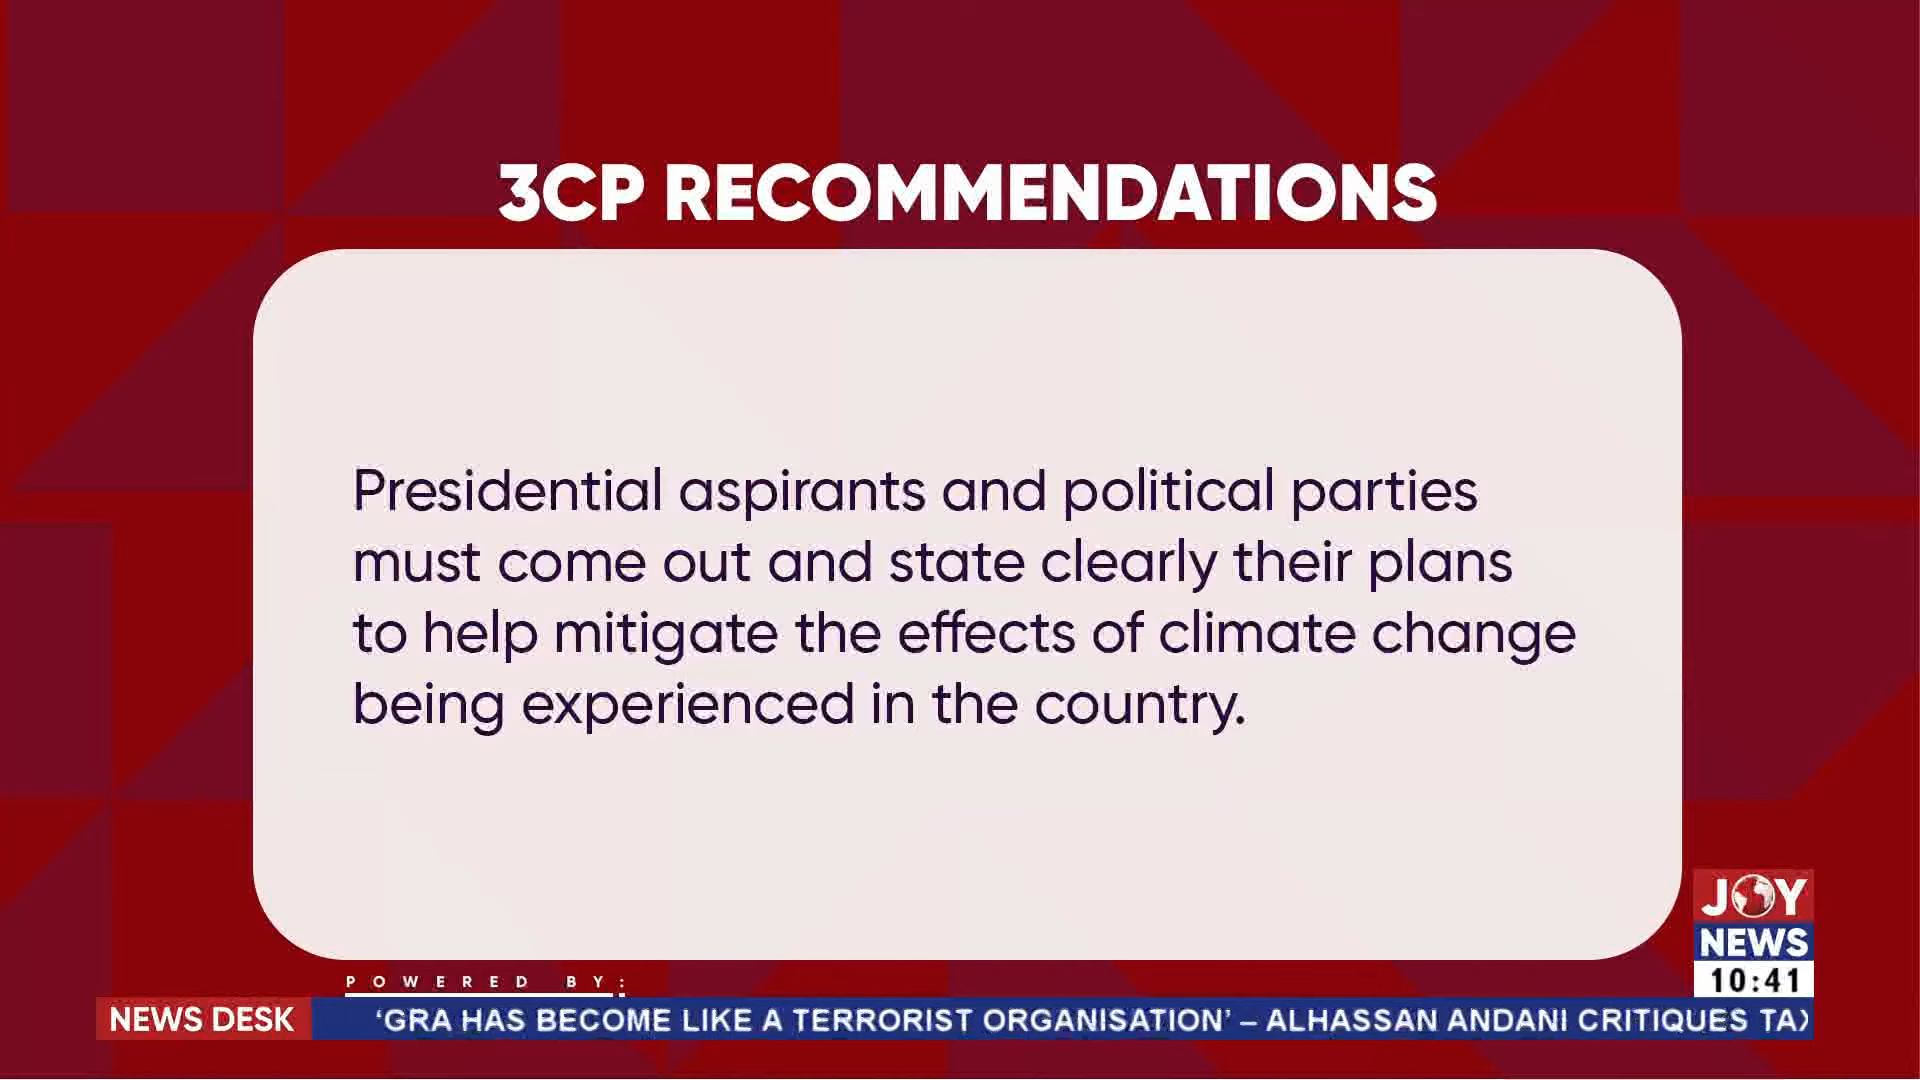 3CP RECOMMENDATIONS
Presidential aspirants and political parties
must come out and state clearly their plans
to help mitigate the effects of climate change
being experienced in the country.
JOY
NEWS
10:41
POWERED BY:
NEWS DESK
‘GRA HAS BECOME LIKE A TERRORIST ORGANISATION’ – ALHASSAN ANDANI CRITIQUES TAX